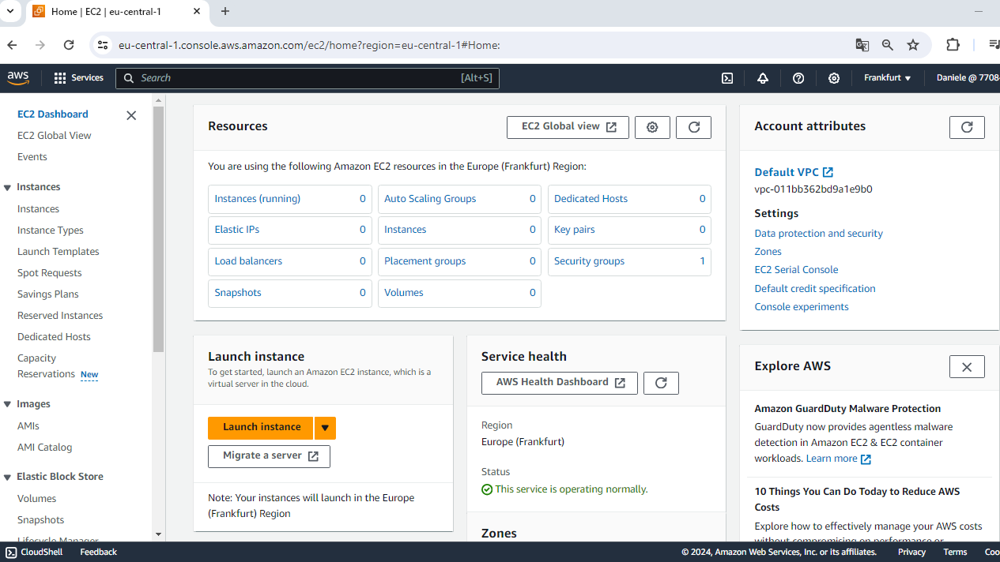 Home | EC2 | eu-central-1
eu-central-1.console.aws.amazon.com/ec2/home?region=eu-central-1#Home:
aws
Services
Search
[Alt+S]
Frankfurt
Daniele @ 7708-
EC2 Dashboard
EC2 Global View
Events
Instances
Instances
Instance Types
Launch Templates
Spot Requests
Savings Plans
Reserved Instances
Dedicated Hosts
Capacity
Reservations New
Images
AMIs
AMI Catalog
Elastic Block Store
Volumes
Snapshots
Lifecycle Manager
Resources
EC2 Global view
You are using the following Amazon EC2 resources in the Europe (Frankfurt) Region:
Instances (running) 0
Auto Scaling Groups 0
Dedicated Hosts 0
Elastic IPs 0
Instances 0
Key pairs 0
Load balancers 0
Placement groups 0
Security groups 1
Snapshots 0
Volumes 0
Launch instance
To get started, launch an Amazon EC2 instance, which is a
virtual server in the cloud.
Launch instance
Migrate a server
Note: Your instances will launch in the Europe
(Frankfurt) Region
Service health
AWS Health Dashboard
Region
Europe (Frankfurt)
Status
This service is operating normally.
Zones
Account attributes
Default VPC
vpc-011bb362bd9a1e9b0
Settings
Data protection and security
Zones
EC2 Serial Console
Default credit specification
Console experiments
Explore AWS
Amazon GuardDuty Malware Protection
GuardDuty now provides agentless malware
detection in Amazon EC2 & EC2 container
workloads. Learn more
10 Things You Can Do Today to Reduce AWS
Costs
Explore how to effectively manage your AWS costs
without compromising on performance or
CloudShell
Feedback
© 2024, Amazon Web Services, Inc. or its affiliates.
Privacy
Terms
Coo